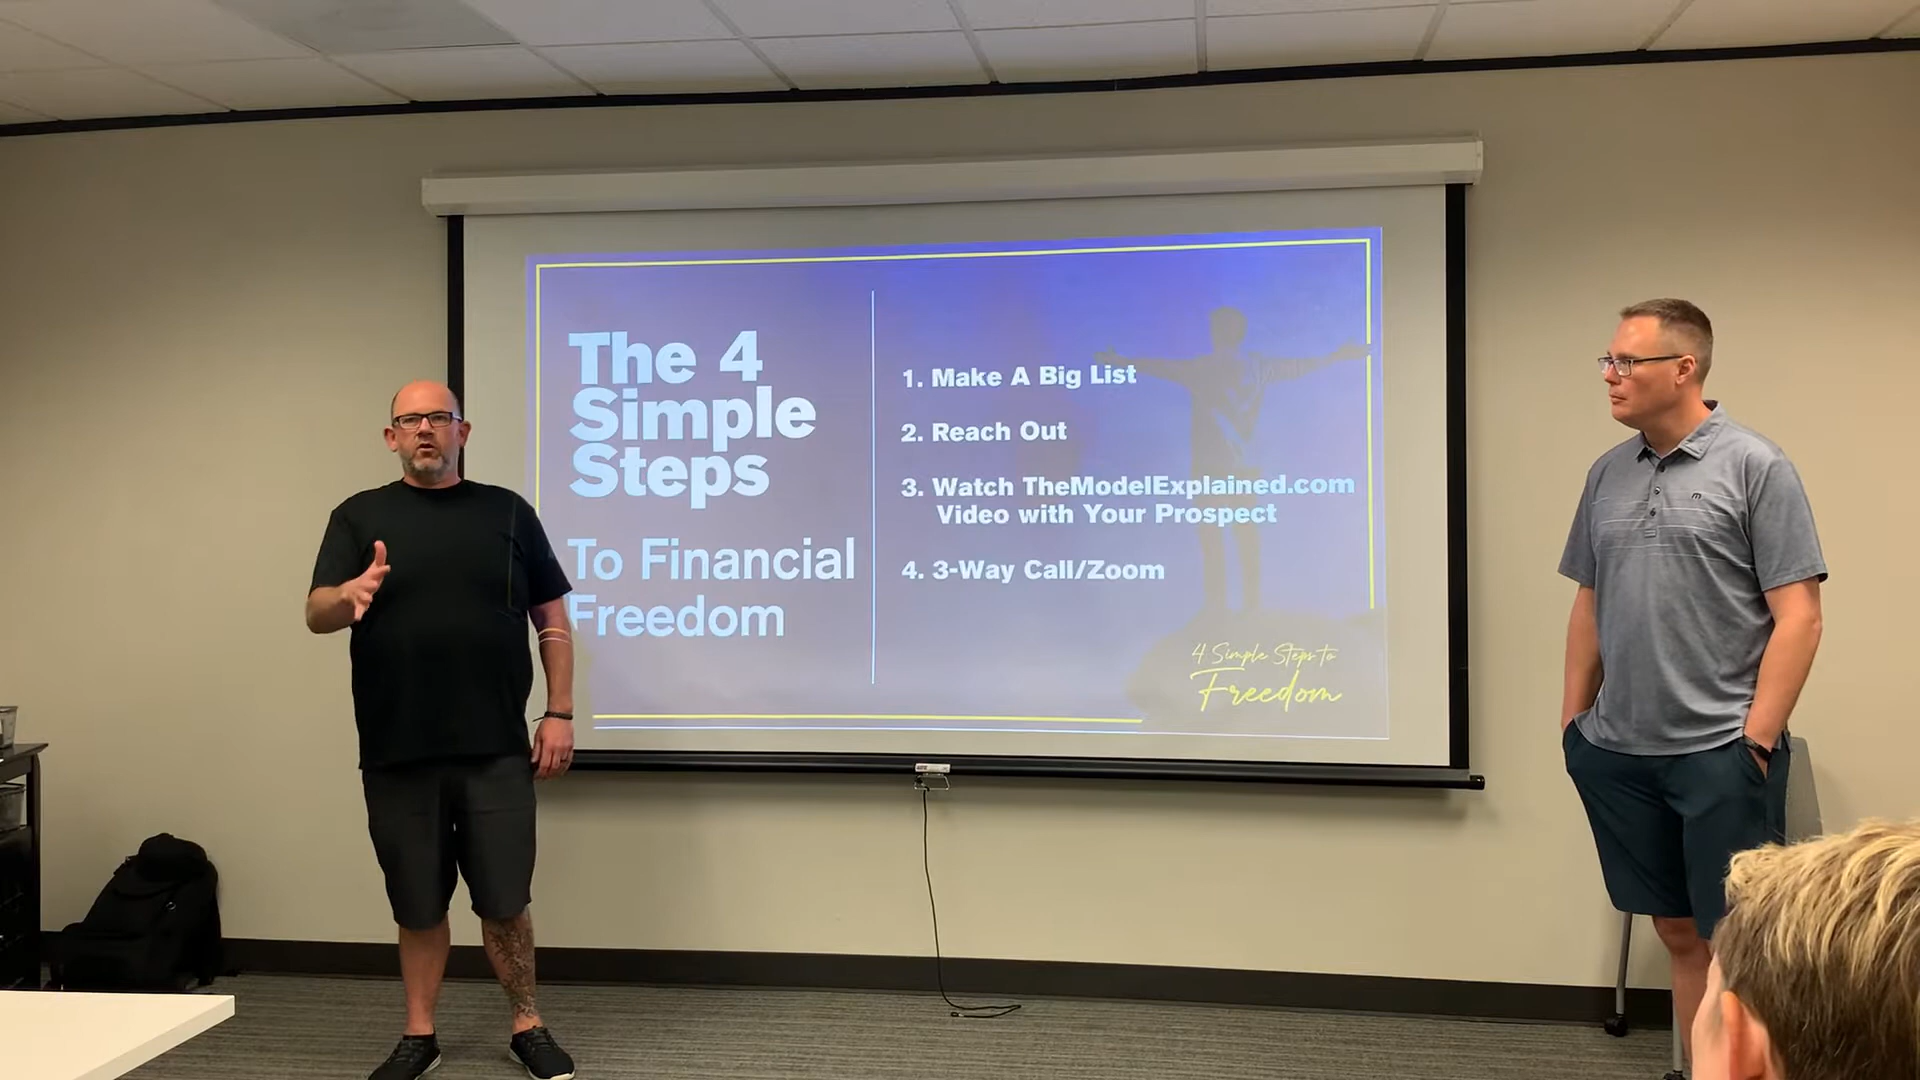 The 4
Simple
Steps
To Financial
Freedom
1. Make A Big List
2. Reach Out
3. Watch TheModelExplained.com
Video with Your Prospect
4. 3-Way Call/Zoom
4 Simple Steps to
Freedom
m